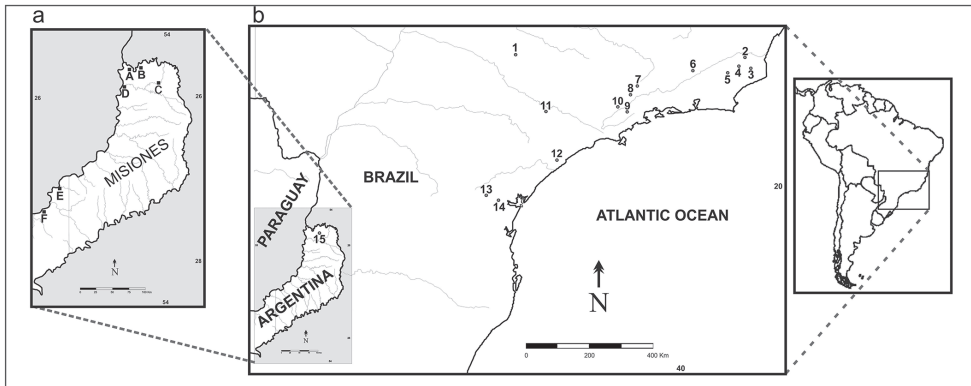 a
54
A
B
C
D
26
26
MISIONES
E
F
N
28
54
b
1
2
3
4
5
6
7
8
9
10
11
12
BRAZIL
13
14
20
PARAGUAY
ATLANTIC OCEAN
15
ARGENTINA
N
N
0 200 400 Km
40